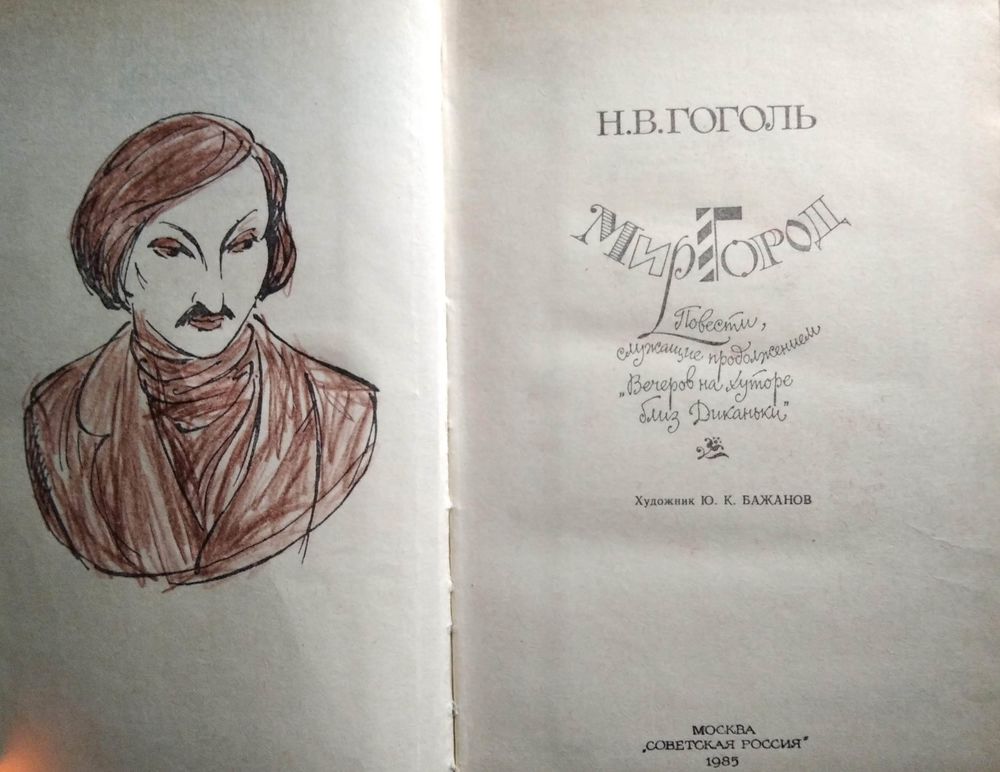 Н.В.ГОГОЛЬ
МИРГОРОД
Повести,
служащие продолжением
„Вечеров на хуторе
близ Диканьки"
Художник Ю. К. БАЖАНОВ
МОСКВА
„СОВЕТСКАЯ РОССИЯ"
1985